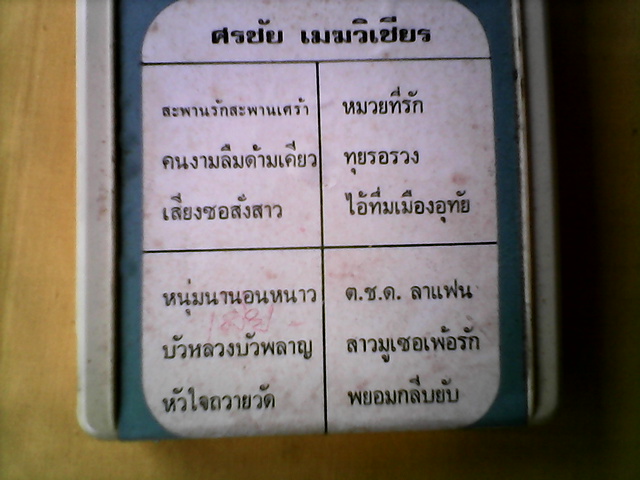 ศรชัย เมฆวิเชียร
สะพานรักสะพานเศร้า
คนงามลืมด้ามเคียว
เสียงซอสั่งสาว
หมวยที่รัก
ทุยรอรวง
ไอ้ที่มเมืองอุทัย
หนุ่มนานอนหนาว
บัวหลวงบัวพลาญ
หัวใจถวายวัด
ต.ช.ด. ลาแฟน
สาวมูเซอเพ้อรัก
พยอมกลีบยับ